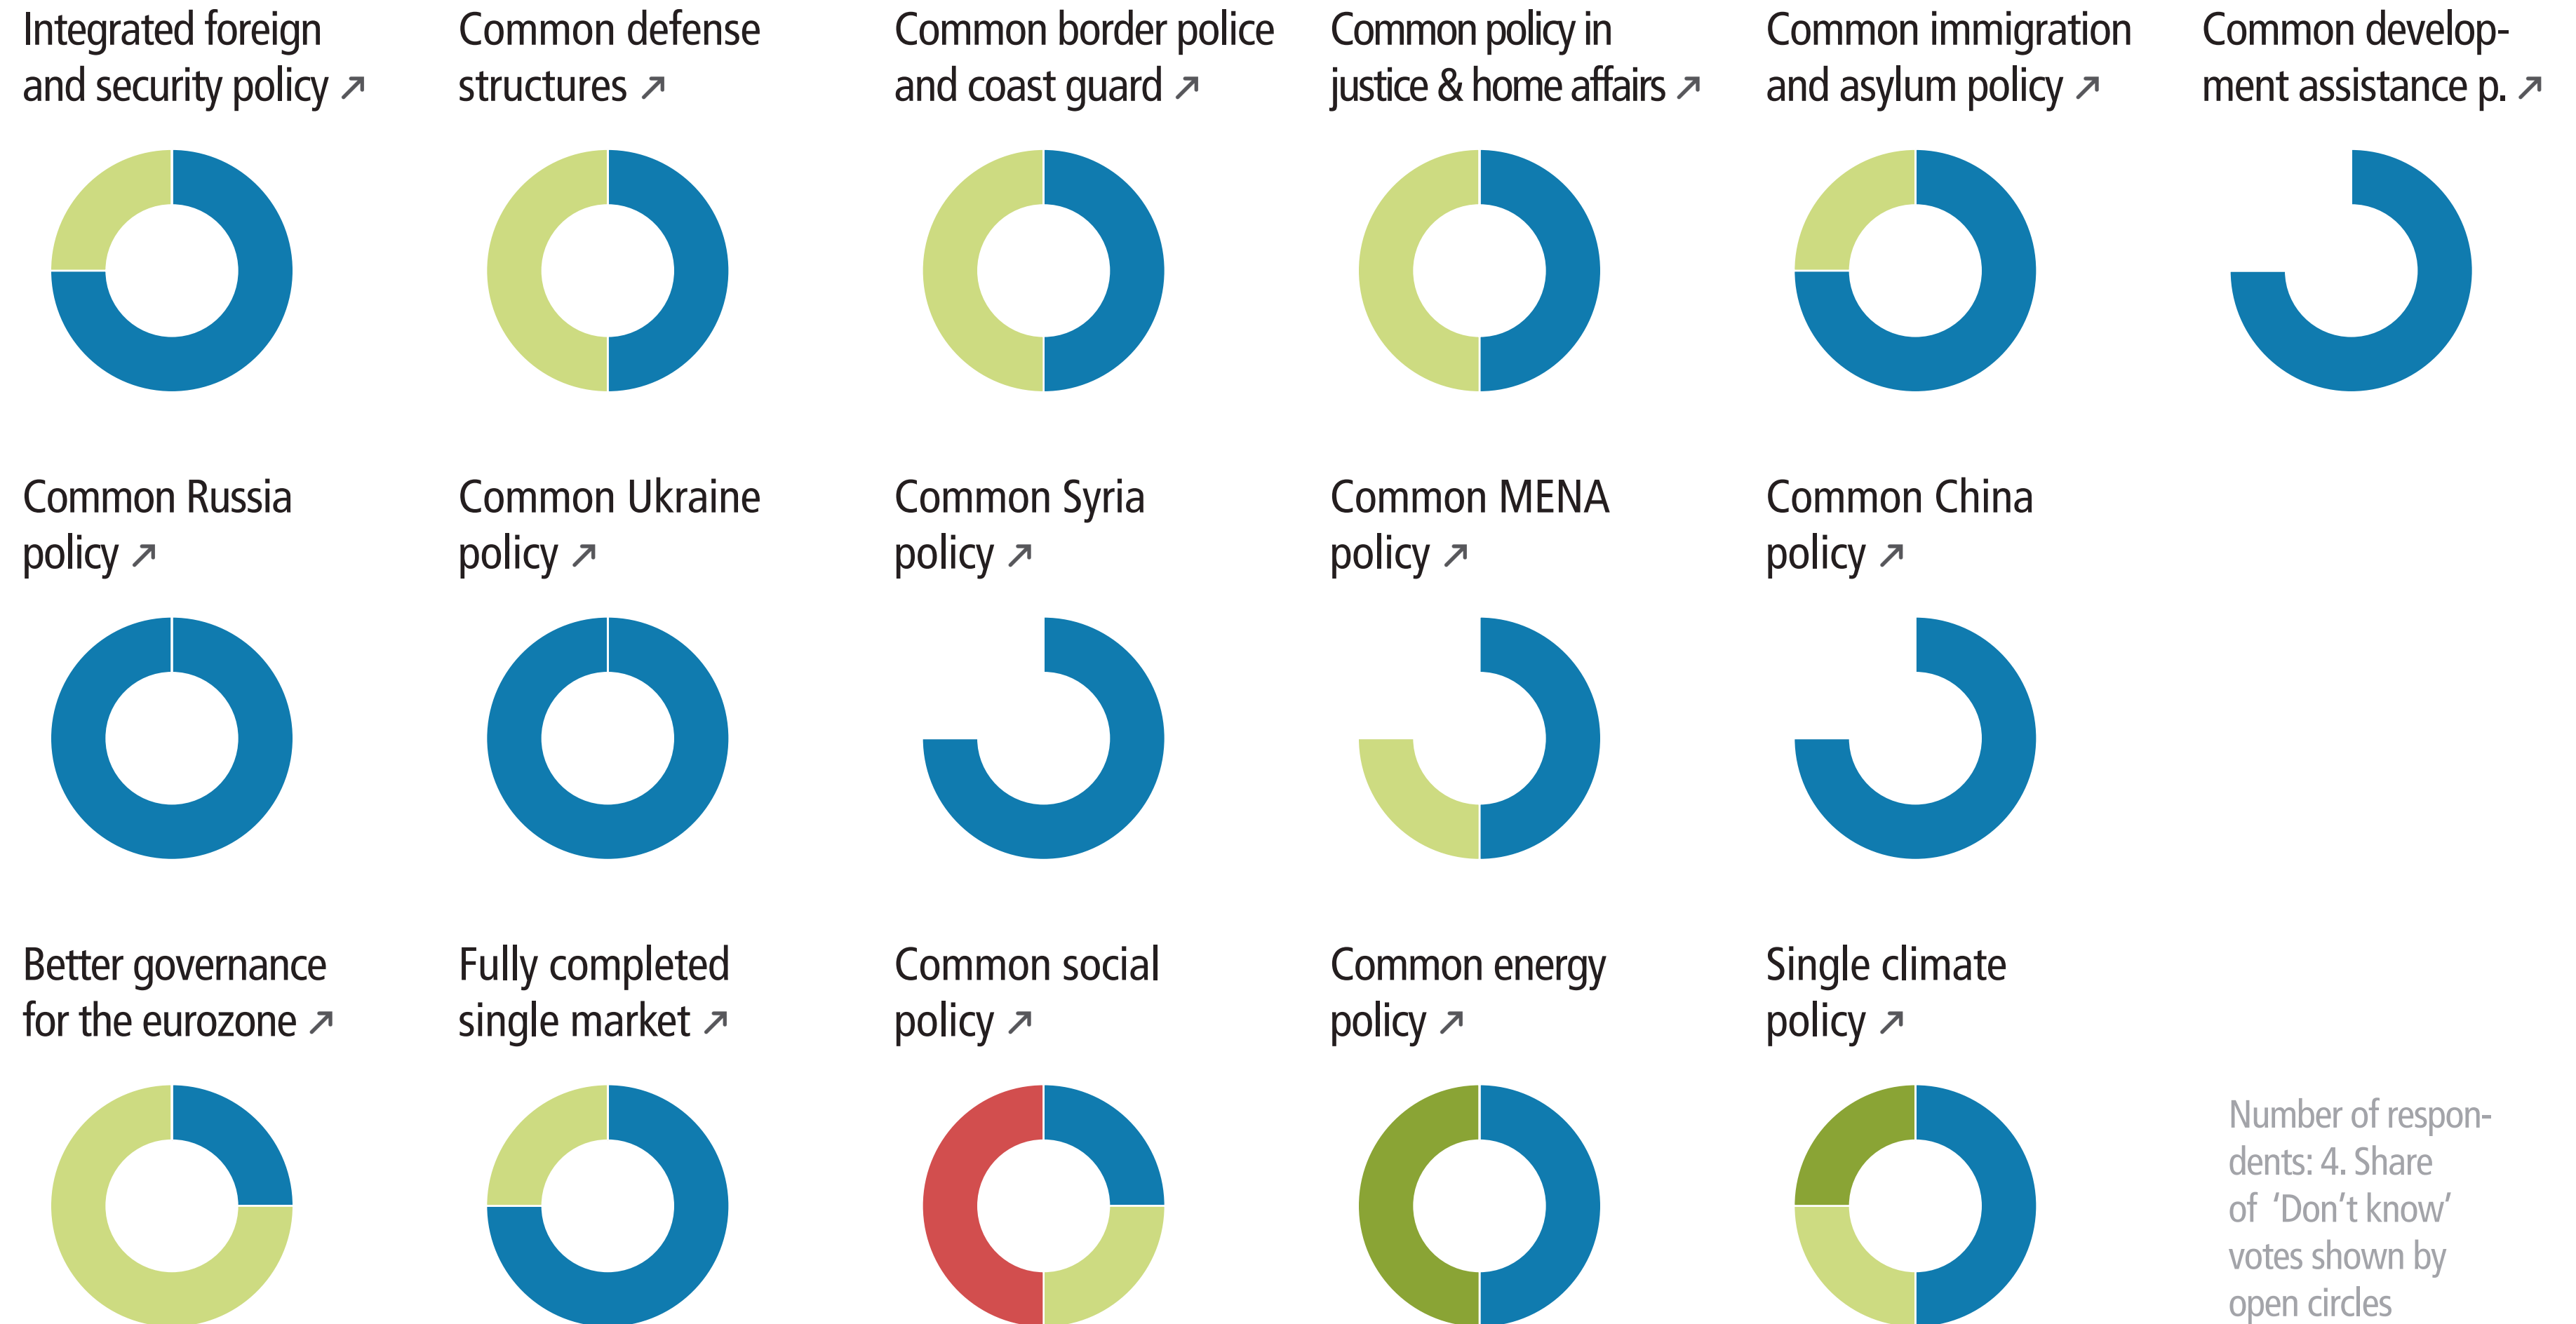 Integrated foreign
and security policy ↗
Common defense
structures ↗
Common border police
and coast guard ↗
Common policy in
justice & home affairs ↗
Common immigration
and asylum policy ↗
Common develop-
ment assistance p. ↗
Common Russia
policy ↗
Common Ukraine
policy ↗
Common Syria
policy ↗
Common MENA
policy ↗
Common China
policy ↗
Better governance
for the eurozone ↗
Fully completed
single market ↗
Common social
policy ↗
Common energy
policy ↗
Single climate
policy ↗
Number of respon-
dents: 4. Share
of ‘Don‘t know’
votes shown by
open circles